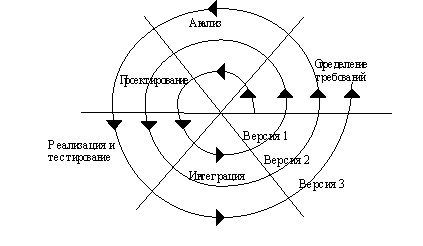 Анализ
Определение
требований
Проектирование
Реализация и
тестирование
Версия 1
Версия 2
Интеграция
Версия 3